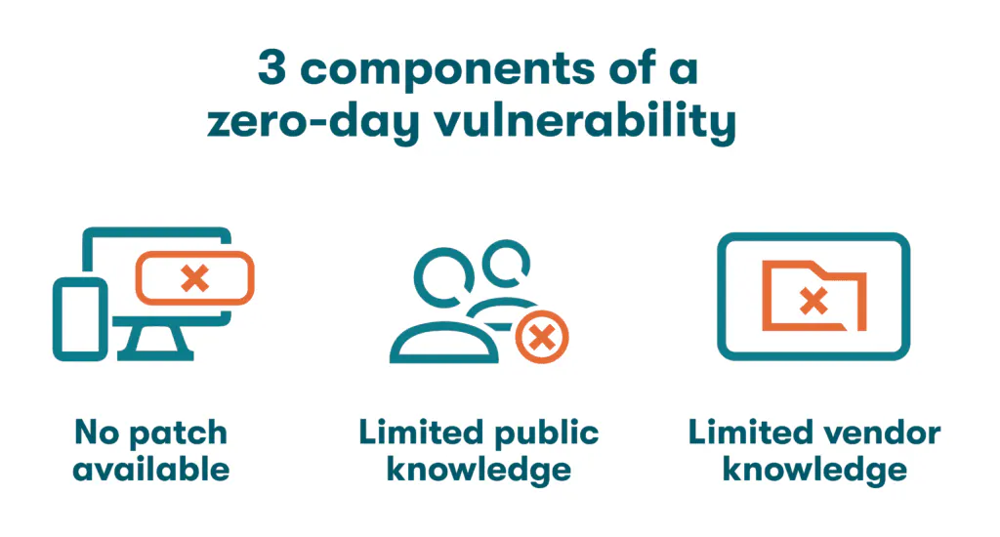 3 components of a
zero-day vulnerability
No patch
available
Limited public
knowledge
Limited vendor
knowledge